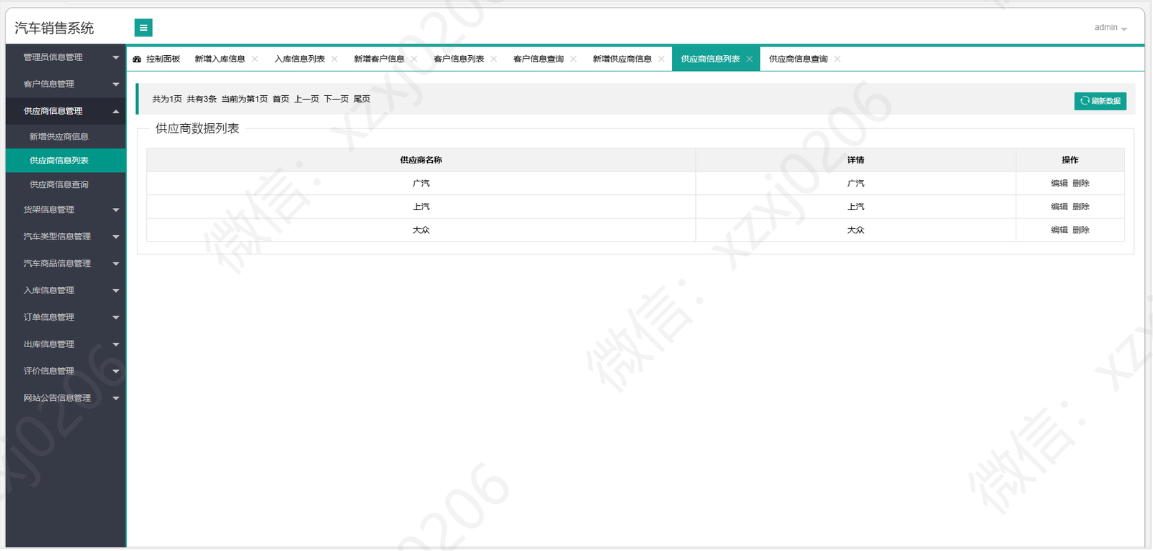 汽车销售系统
admin
管理员信息管理
客户信息管理
供应商信息管理
新增供应商信息
供应商信息列表
供应商信息查询
货架信息管理
汽车类型信息管理
汽车商品信息管理
入库信息管理
订单信息管理
出库信息管理
评价信息管理
网站公告信息管理
控制面板 新增入库信息 入库信息列表 新增客户信息 客户信息列表 客户信息查询 新增供应商信息 供应商信息列表 供应商信息查询
共为1页 共有3条 当前为第1页 首页 上一页 下一页 尾页
刷新数据
供应商数据列表
供应商名称 详情 操作
广汽 广汽 编辑 删除
上汽 上汽 编辑 删除
大众 大众 编辑 删除
微信：xzxj0206
微信：xzxj0206
微信：xz
xj0206
0206